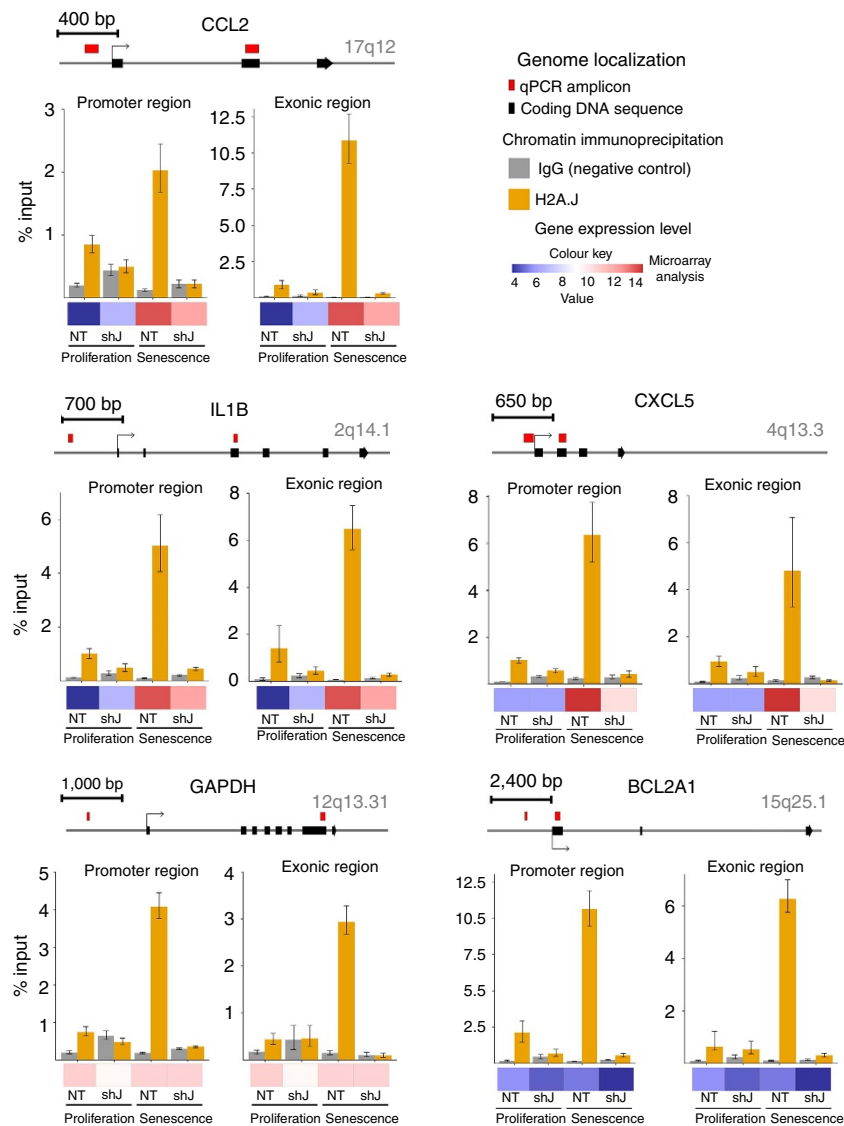 400 bp
CCL2
17q12
Promoter region
Exonic region
% input
3
2
1
12.5
10.5
7.5
5.0
2.5
NT shJ NT shJ
Proliferation Senescence
NT shJ NT shJ
Proliferation Senescence
Genome localization
qPCR amplicon
Coding DNA sequence
Chromatin immunoprecipitation
IgG (negative control)
H2A.J
Gene expression level
Colour key
Microarray analysis
4 6 10 12 14
Value
700 bp
IL1B
2q14.1
Promoter region
Exonic region
% input
6
4
2
8
6
4
2
0
NT shJ NT shJ
Proliferation Senescence
NT shJ NT shJ
Proliferation Senescence
650 bp
CXCL5
4q13.3
Promoter region
Exonic region
8
6
4
2
8
6
4
2
NT shJ NT shJ
Proliferation Senescence
NT shJ NT shJ
Proliferation Senescence
1,000 bp
GAPDH
12q13.31
Promoter region
Exonic region
% input
5
4
3
2
1
4
3
2
1
NT shJ NT shJ
Proliferation Senescence
NT shJ NT shJ
Proliferation Senescence
2,400 bp
BCL2A1
15q25.1
Promoter region
Exonic region
12.5
10.5
7.5
5.5
2.5
6
4
2
NT shJ NT shJ
Proliferation Senescence
NT shJ NT shJ
Proliferation Senescence